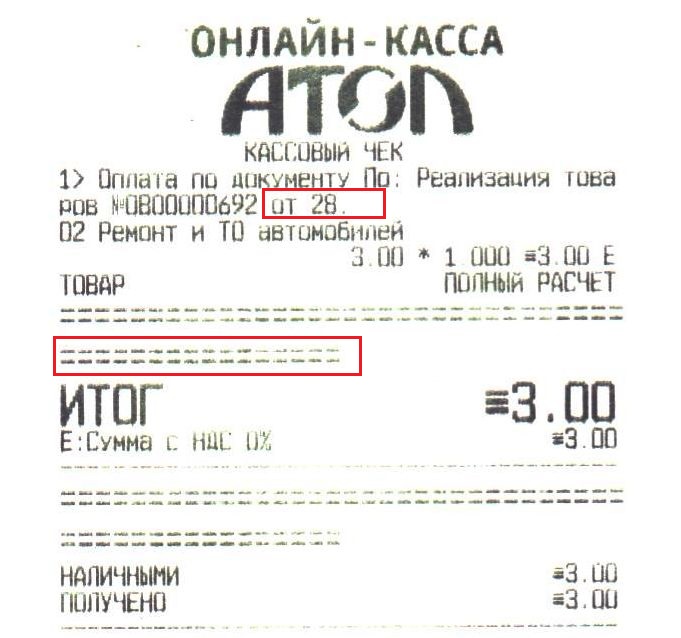 ОНЛАЙН-КАССА
АТОЛ
КАССОВЫЙ ЧЕК
1> Оплата по документу По: Реализация това
ров №0В00000692 от 28.
02 Ремонт и ТО автомобилей
3.00 * 1.000 ≡3.00 Е
ТОВАР ПОЛНЫЙ РАСЧЕТ
ИТОГ ≡3.00
Е:Сумма с НДС 0% ≡3.00
НАЛИЧНЫМИ ≡3.00
ПОЛУЧЕНО ≡3.00